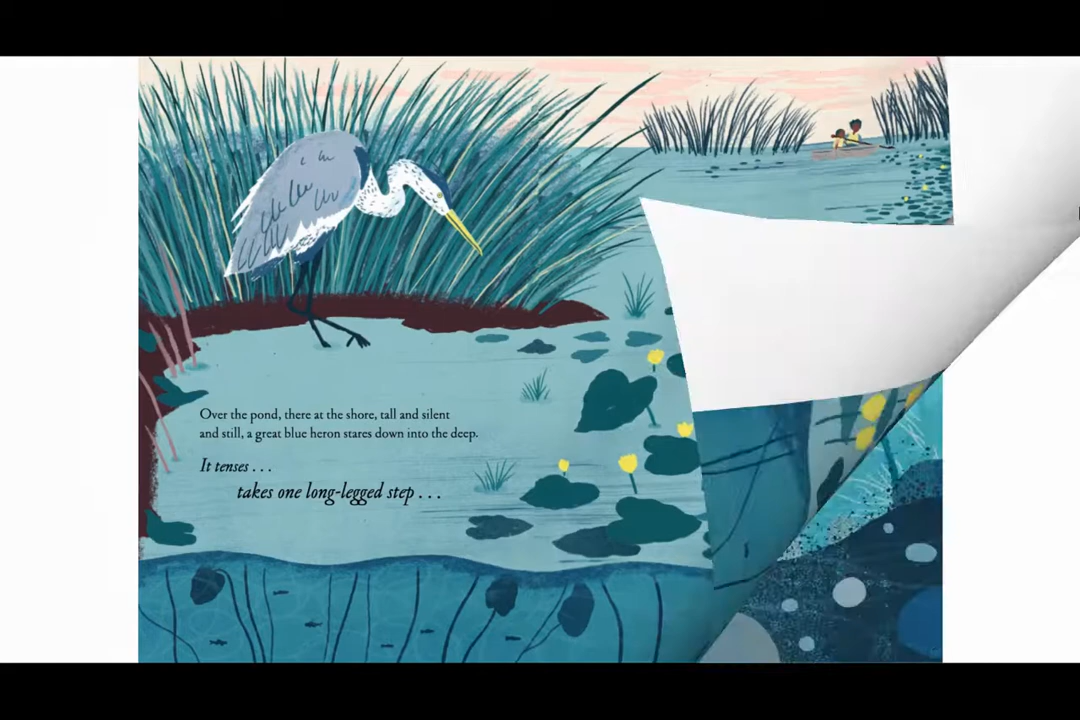 Over the pond, there at the shore, tall and silent
and still, a great blue heron stares down into the deep.
It tenses . . .
takes one long-legged step . . .